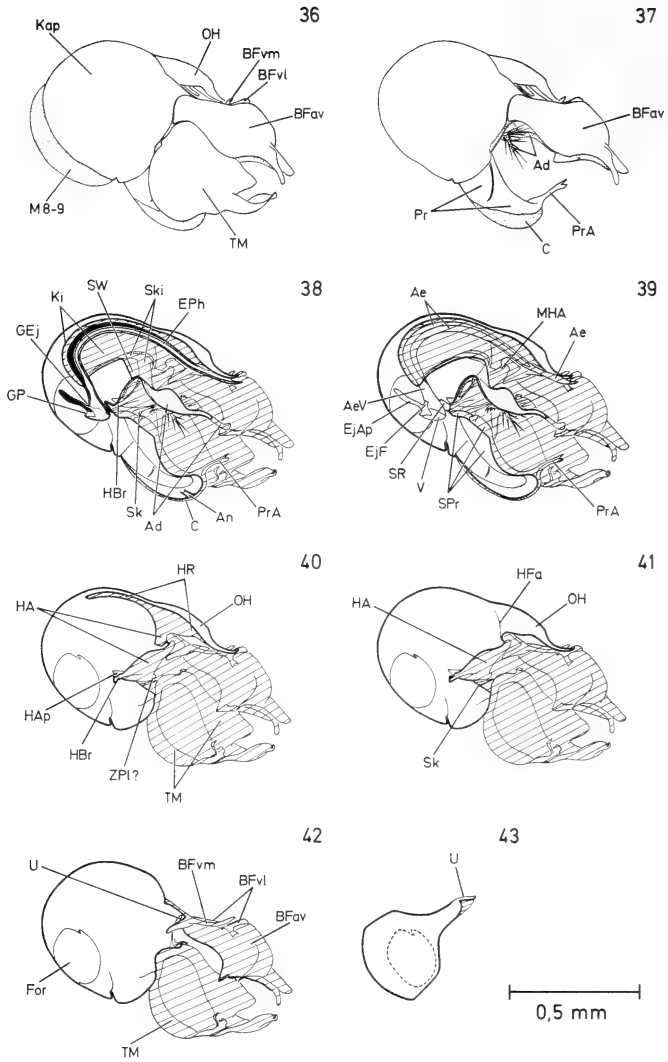 36
Kap
OH
BFvm
BFvl
BFav
M8-9
TM
37
BFav
Ad
Pr
PrA
C
38
SW
Ki
Ski
EPh
GEj
GP
HBr
Sk
Ad
C
An
PrA
39
Ae
MHA
Ae
AeV
EjAp
EjF
SR
V
SPr
PrA
40
HR
HA
OH
HAp
HBr
ZPl?
TM
41
HFa
HA
OH
Sk
42
BFvm
U
BFvl
BFav
For
TM
43
U
0,5 mm